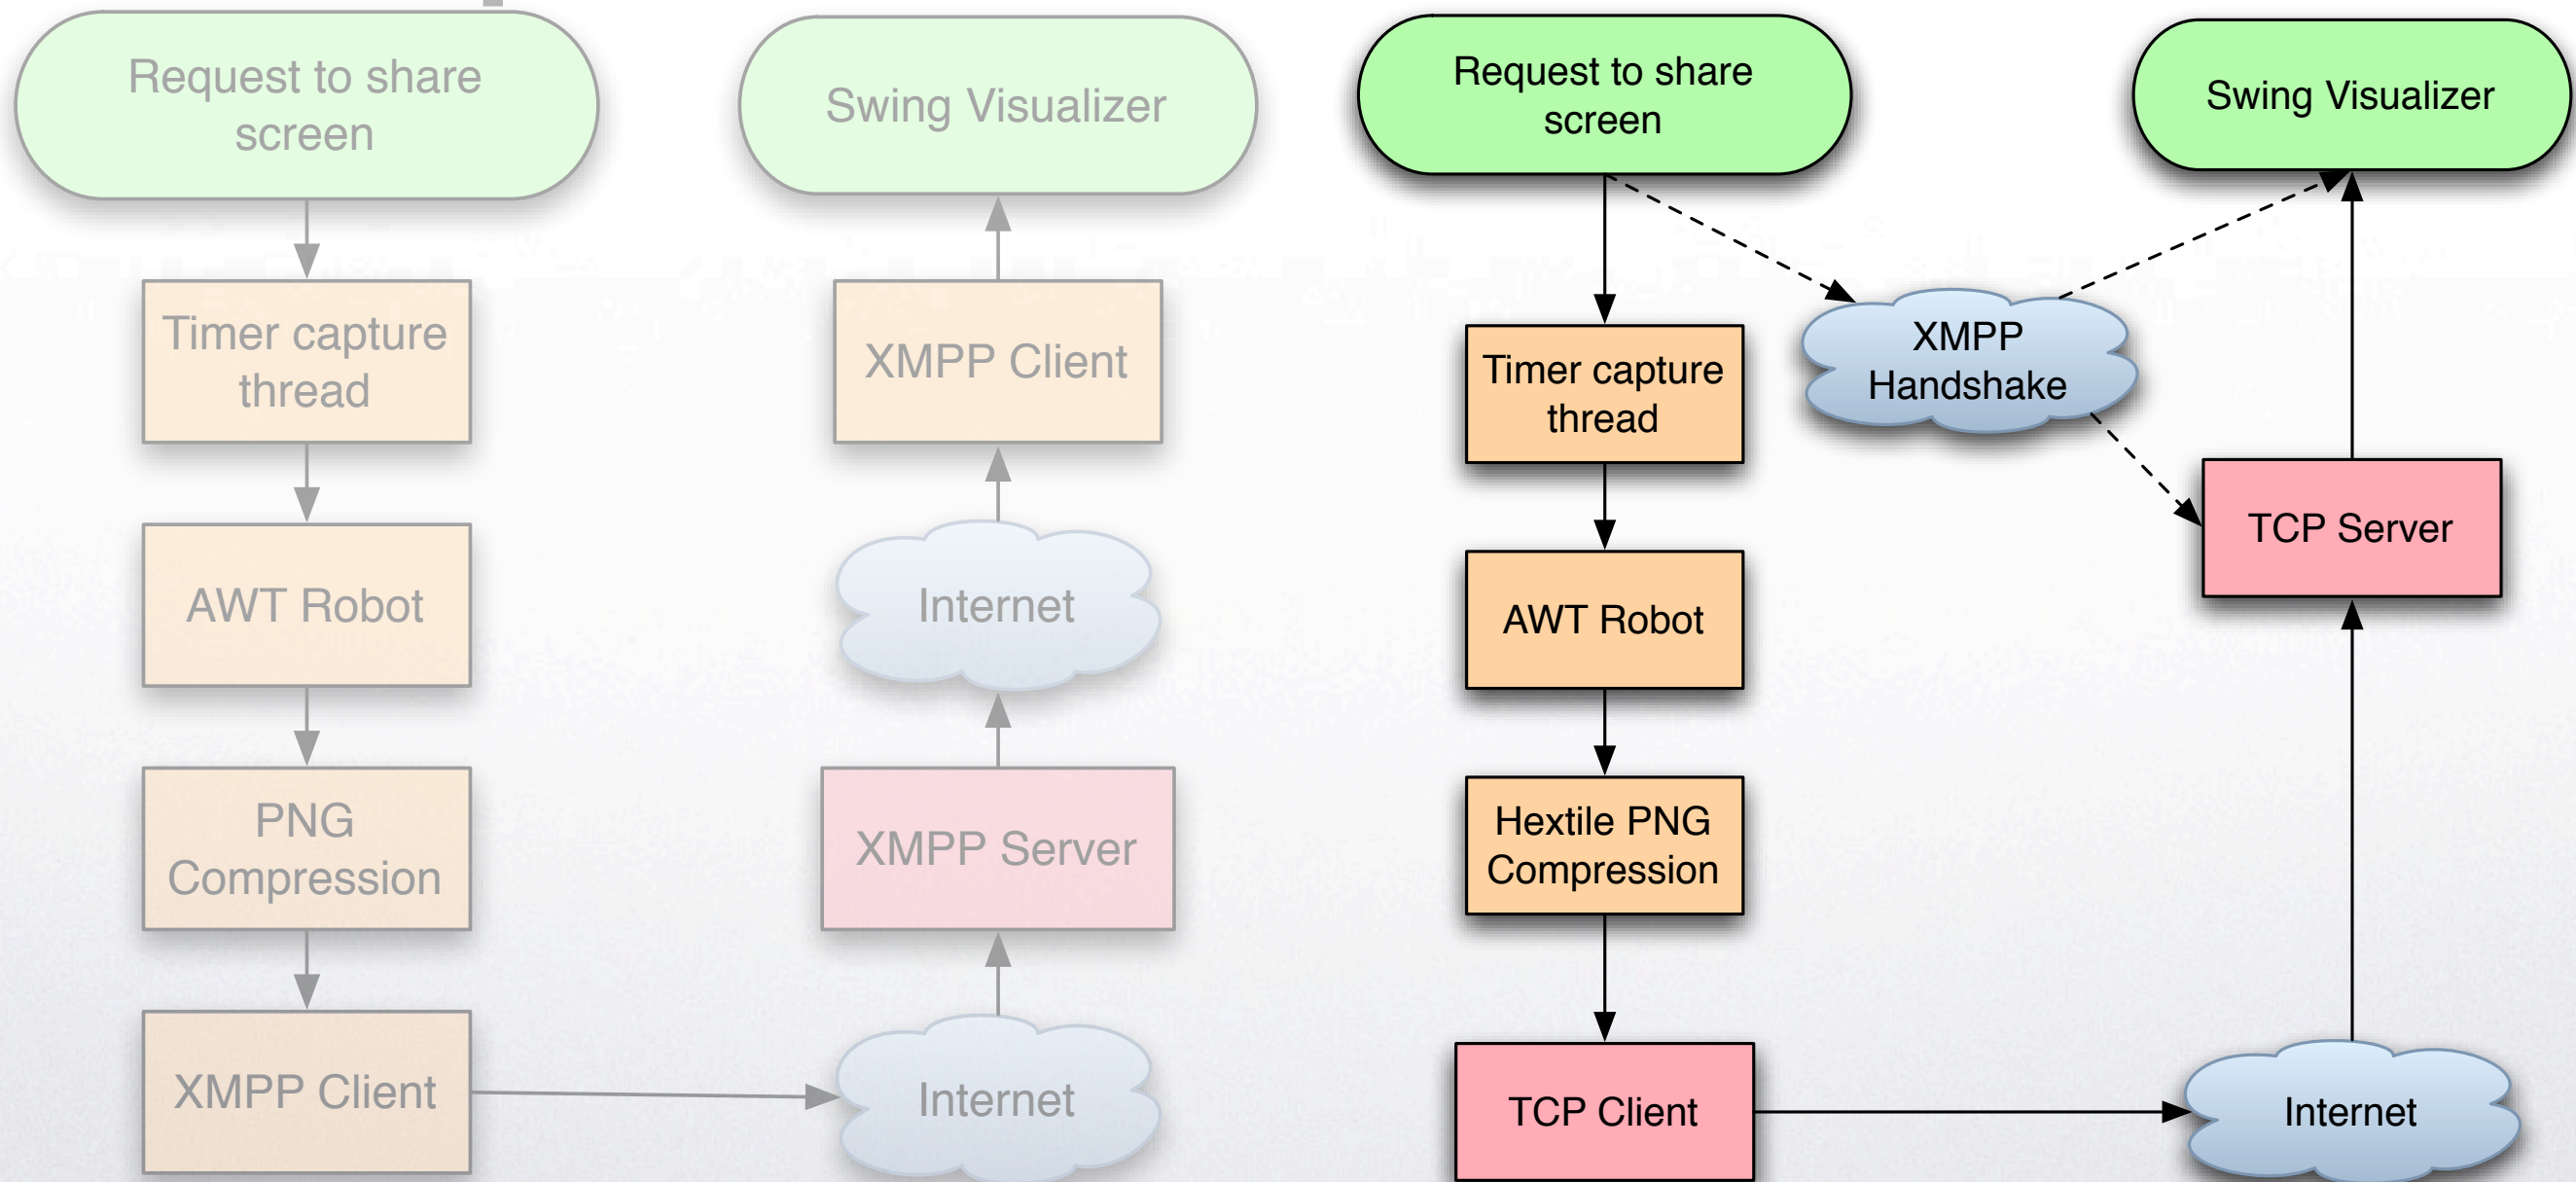 Request to share
screen
Timer capture
thread
AWT Robot
PNG
Compression
XMPP Client
Internet
XMPP Server
Internet
XMPP Client
Swing Visualizer
Request to share
screen
Timer capture
thread
AWT Robot
Hextile PNG
Compression
TCP Client
Internet
TCP Server
XMPP
Handshake
Swing Visualizer